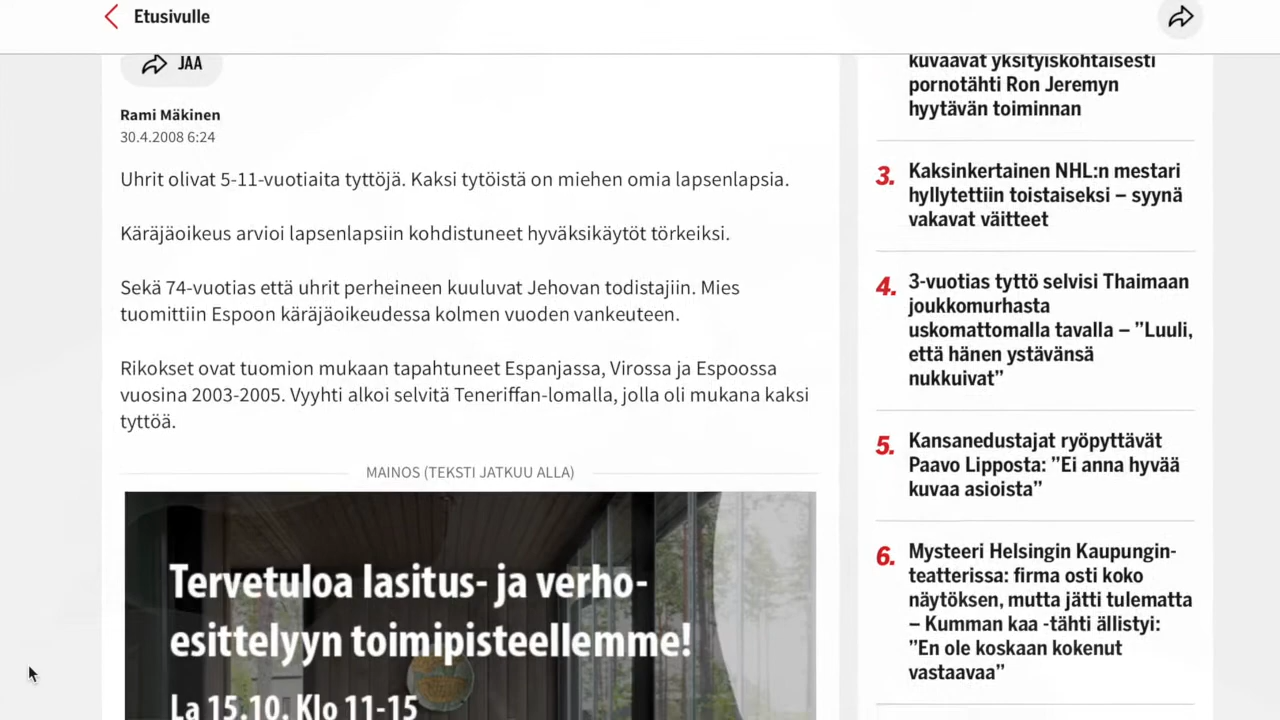 Etusivulle
JAA
Rami Mäkinen
30.4.2008 6:24
Uhrit olivat 5-11-vuotiaita tyttöjä. Kaksi tytöistä on miehen omia lapsenlapsia.
Käräjäoikeus arvioi lapsenlapsiin kohdistuneet hyväksikäytöt törkeiksi.
Sekä 74-vuotias että uhrit perheineen kuuluvat Jehovan todistajiin. Mies
tuomittiin Espoon käräjäoikeudessa kolmen vuoden vankeuteen.
Rikokset ovat tuomion mukaan tapahtuneet Espanjassa, Virossa ja Espoossa
vuosina 2003-2005. Vyyhti alkoi selvitä Teneriffan-lomalla, jolla oli mukana kaksi
tyttöä.
MAINOS (TEKSTI JATKUU ALLA)
Tervetuloa lasitus- ja verho-
esittelyyn toimipisteellemme!
La 15.10. Klo 11-15
kuvaavat yksityiskohtaisesti
pornotähti Ron Jeremyn
hyytävän toiminnan
3. Kaksinkertainen NHL:n mestari
hyllytettiin toistaiseksi – syynä
vakavat väitteet
4. 3-vuotias tyttö selvisi Thaimaan
joukkomurhasta
uskomattomalla tavalla – ”Luuli,
että hänen ystävänsä
nukkuivat”
5. Kansanedustajat ryöpyttävät
Paavo Lipposta: ”Ei anna hyvää
kuvaa asioista”
6. Mysteeri Helsingin Kaupungin-
teatterissa: firma osti koko
näytöksen, mutta jätti tulematta
– Kumman kaa -tähti ällistyi:
”En ole koskaan kokenut
vastaavaa”